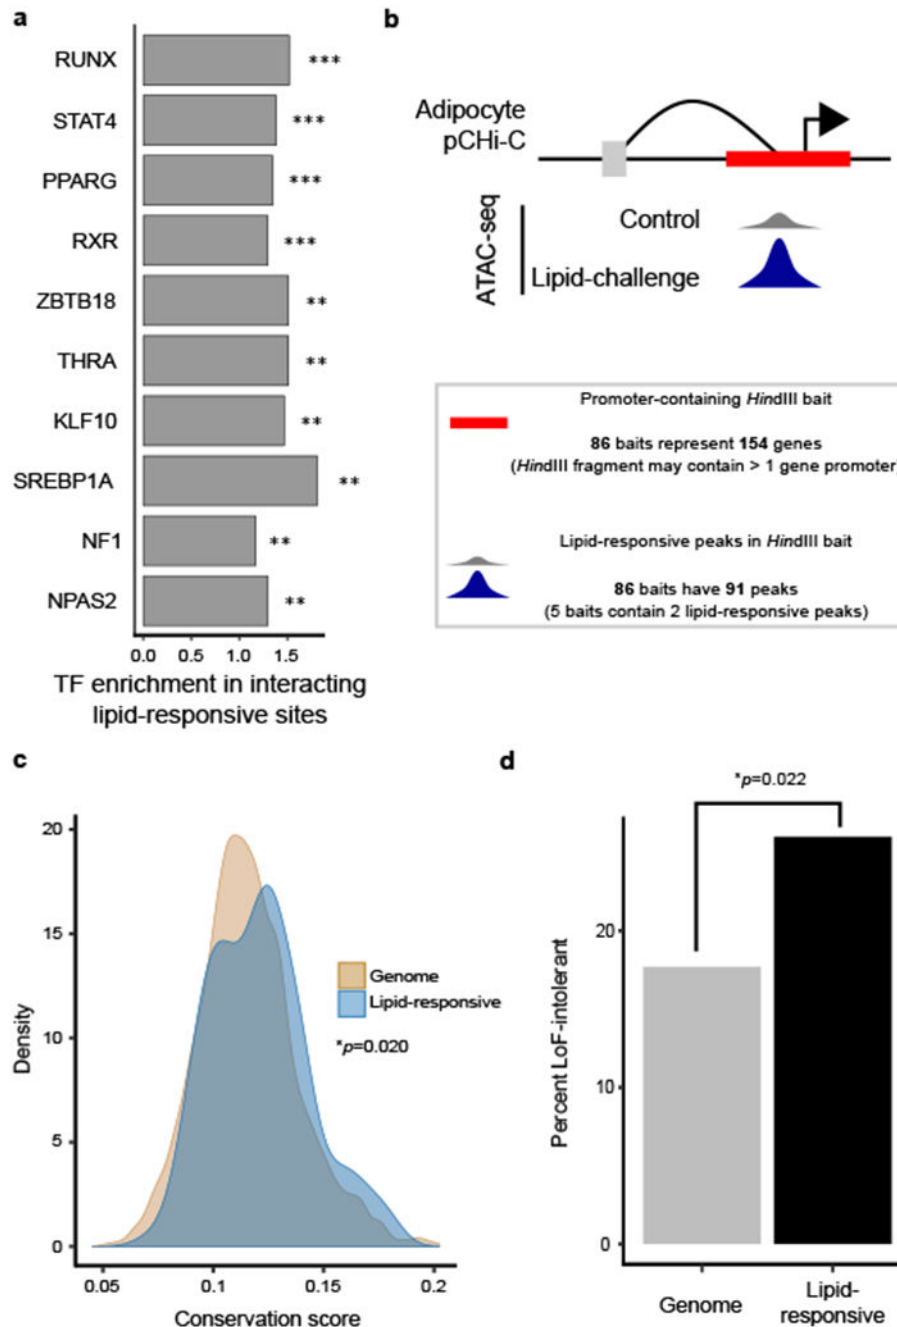 a
RUNX ***
STAT4 ***
PPARG ***
RXR ***
ZBTB18 **
THRA **
KLF10 **
SREBP1A **
NF1 **
NPAS2 **
0.0 0.5 1.0 1.5
TF enrichment in interacting
lipid-responsive sites
b
Adipocyte
pCHi-C
ATAC-seq
Control
Lipid-challenge
Promoter-containing HindIII bait
86 baits represent 154 genes
(HindIII fragment may contain > 1 gene promoter)
Lipid-responsive peaks in HindIII bait
86 baits have 91 peaks
(5 baits contain 2 lipid-responsive peaks)
c
Density
20
15
10
5
0
Genome
Lipid-responsive
*p=0.020
0.05 0.1 0.15 0.2
Conservation score
d
*p=0.022
Percent LoF-intolerant
20
10
0
Genome
Lipid-
responsive